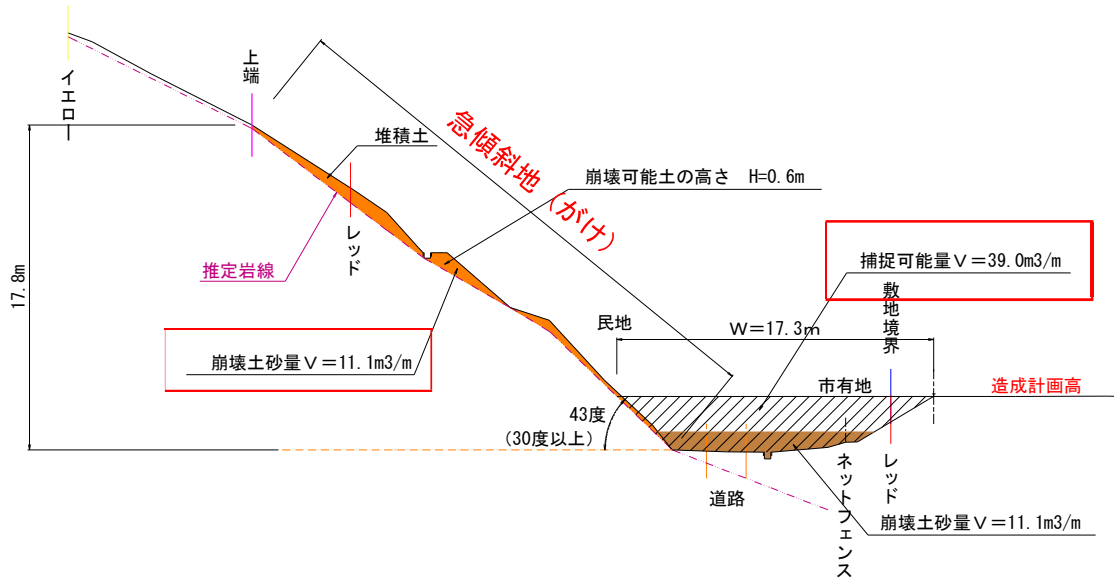 イエロー
上端
堆積土
急傾斜地(がけ)
崩壊可能土の高さ H=0.6m
レッド
推定岩線
17.8m
捕捉可能量V=39.0m3/m
敷地境界
民地
W=17.3m
崩壊土砂量V=11.1m3/m
市有地
造成計画高
43度
(30度以上)
道路
ネットフェンス
レッド
崩壊土砂量V=11.1m3/m